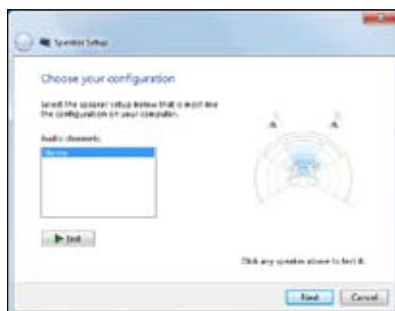 Speaker Setup
Choose your configuration
Select the speaker setup below that is most like
the configuration on your computer.
Audio channels:
Stereo
Test
Click any speaker above to test it.
Next
Cancel